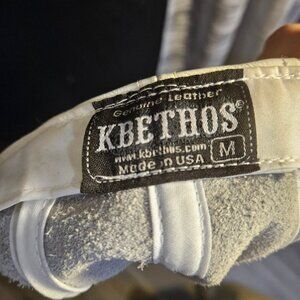 Genuine Leather
KBETHOS®
www.kbethos.com
Made in USA M